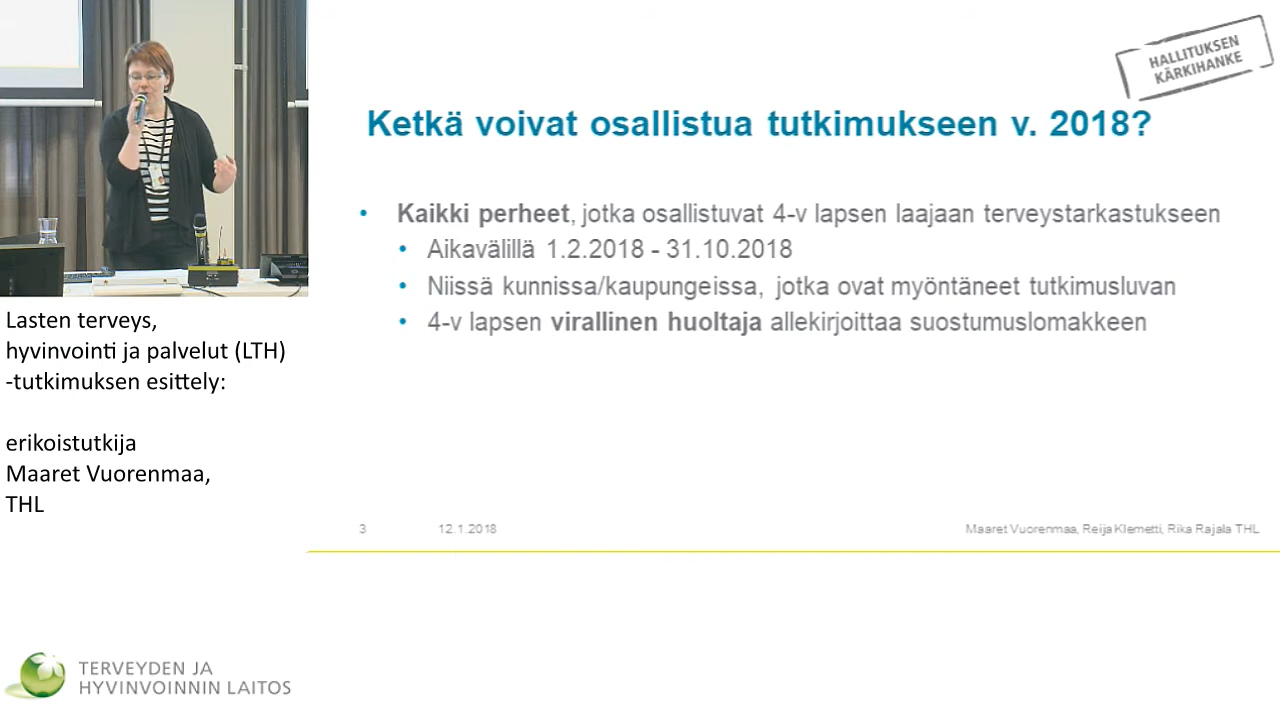 HALLITUKSEN
KÄRKIHANKE
Ketkä voivat osallistua tutkimukseen v. 2018?
• Kaikki perheet, jotka osallistuvat 4-v lapsen laajaan terveystarkastukseen
• Aikavälillä 1.2.2018 - 31.10.2018
• Niissä kunnissa/kaupungeissa, jotka ovat myöntäneet tutkimusluvan
• 4-v lapsen virallinen huoltaja allekirjoittaa suostumuslomakkeen
3 12.1.2018 Maaret Vuorenmaa, Reija Klemetti, Rika Rajala THL
Lasten terveys,
hyvinvointi ja palvelut (LTH)
-tutkimuksen esittely:
erikoistutkija
Maaret Vuorenmaa,
THL
TERVEYDEN JA
HYVINVOINNIN LAITOS